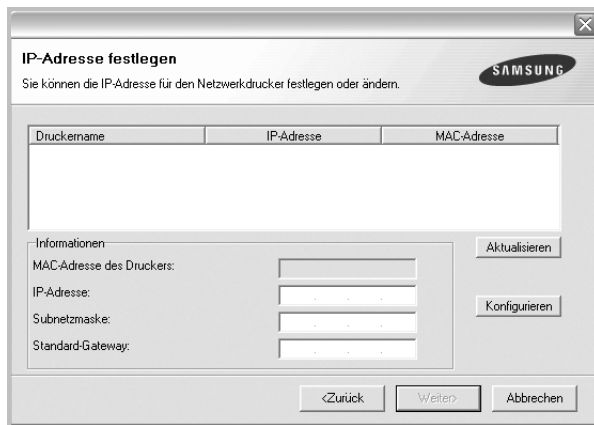 IP-Adresse festlegen
Sie können die IP-Adresse für den Netzwerkdrucker festlegen oder ändern.
SAMSUNG
Druckername IP-Adresse MAC-Adresse
Informationen
Aktualisieren
MAC-Adresse des Druckers:
IP-Adresse:
Konfigurieren
Subnetzmaske:
Standard-Gateway:
<Zurück Weiter> Abbrechen